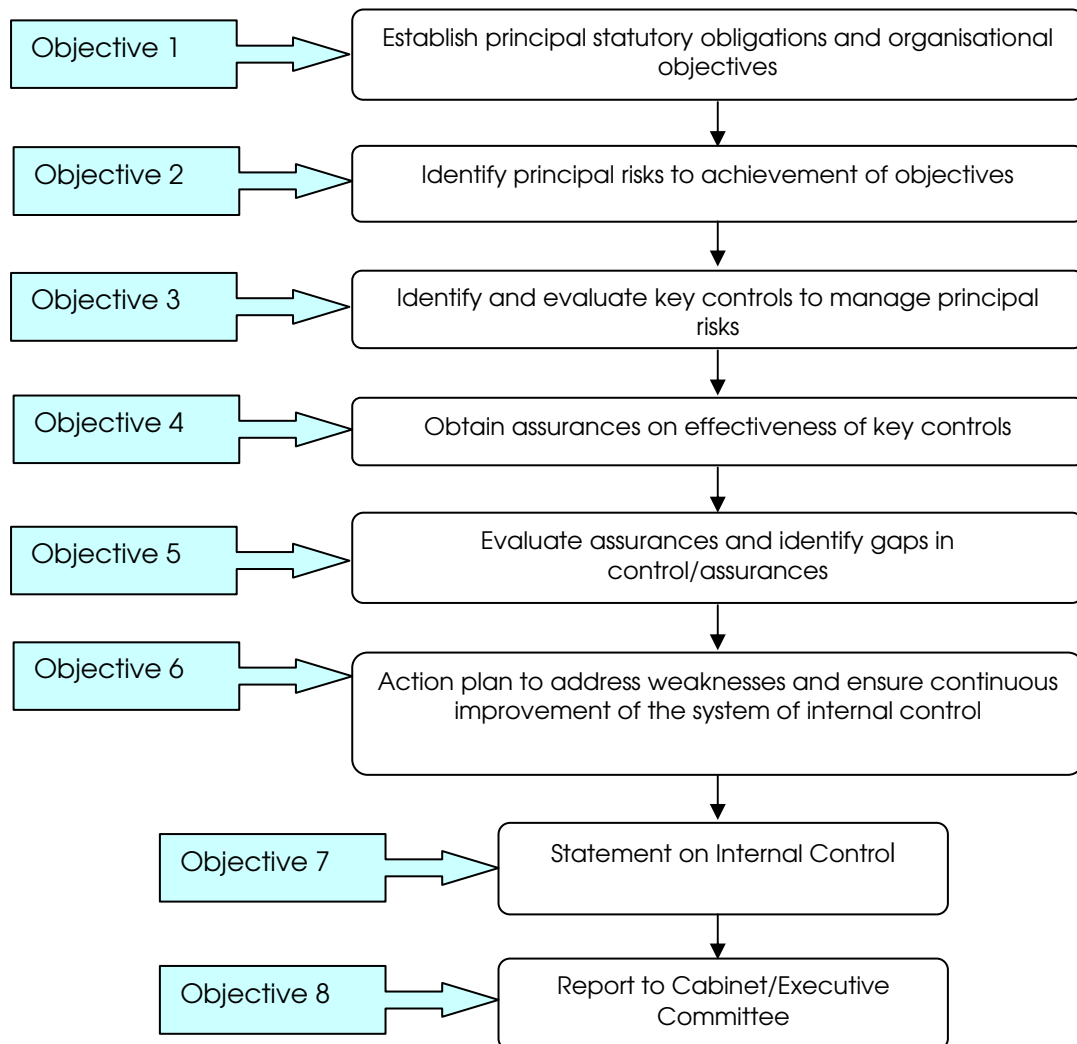 Objective 1
Establish principal statutory obligations and organisational
objectives
Objective 2
Identify principal risks to achievement of objectives
Objective 3
Identify and evaluate key controls to manage principal
risks
Objective 4
Obtain assurances on effectiveness of key controls
Objective 5
Evaluate assurances and identify gaps in
control/assurances
Objective 6
Action plan to address weaknesses and ensure continuous
improvement of the system of internal control
Objective 7
Statement on Internal Control
Objective 8
Report to Cabinet/Executive
Committee